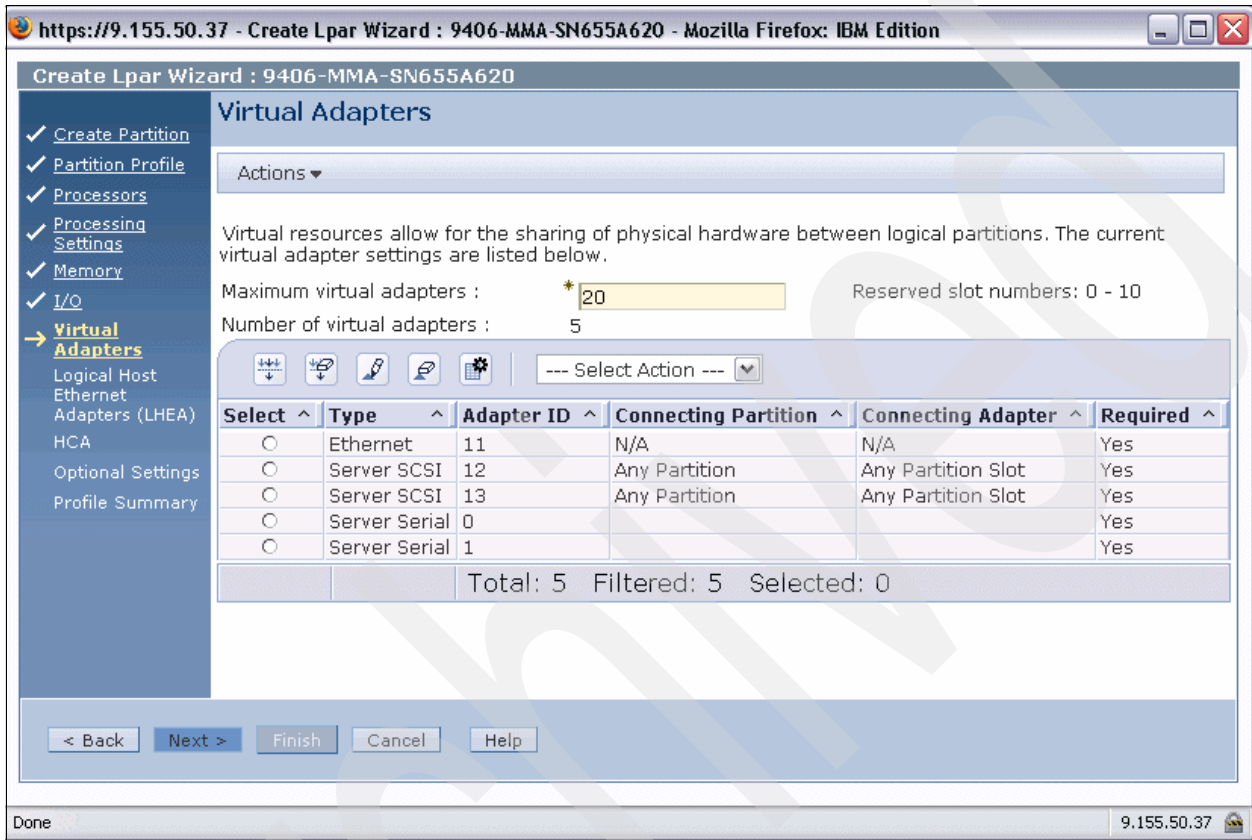 https://9.155.50.37 - Create Lpar Wizard : 9406-MMA-SN655A620 - Mozilla Firefox: IBM Edition
Create Lpar Wizard : 9406-MMA-SN655A620
Create Partition
Partition Profile
Processors
Processing
Settings
Memory
I/O
Virtual
Adapters
Logical Host
Ethernet
Adapters (LHEA)
HCA
Optional Settings
Profile Summary
Virtual Adapters
Actions
Virtual resources allow for the sharing of physical hardware between logical partitions. The current
virtual adapter settings are listed below.
Maximum virtual adapters : * 20 Reserved slot numbers: 0 - 10
Number of virtual adapters : 5
--- Select Action ---
Select ^ Type ^ Adapter ID ^ Connecting Partition ^ Connecting Adapter ^ Required ^
Ethernet 11 N/A N/A Yes
Server SCSI 12 Any Partition Any Partition Slot Yes
Server SCSI 13 Any Partition Any Partition Slot Yes
Server Serial 0 Yes
Server Serial 1 Yes
Total: 5 Filtered: 5 Selected: 0
< Back Next > Finish Cancel Help
Done 9.155.50.37